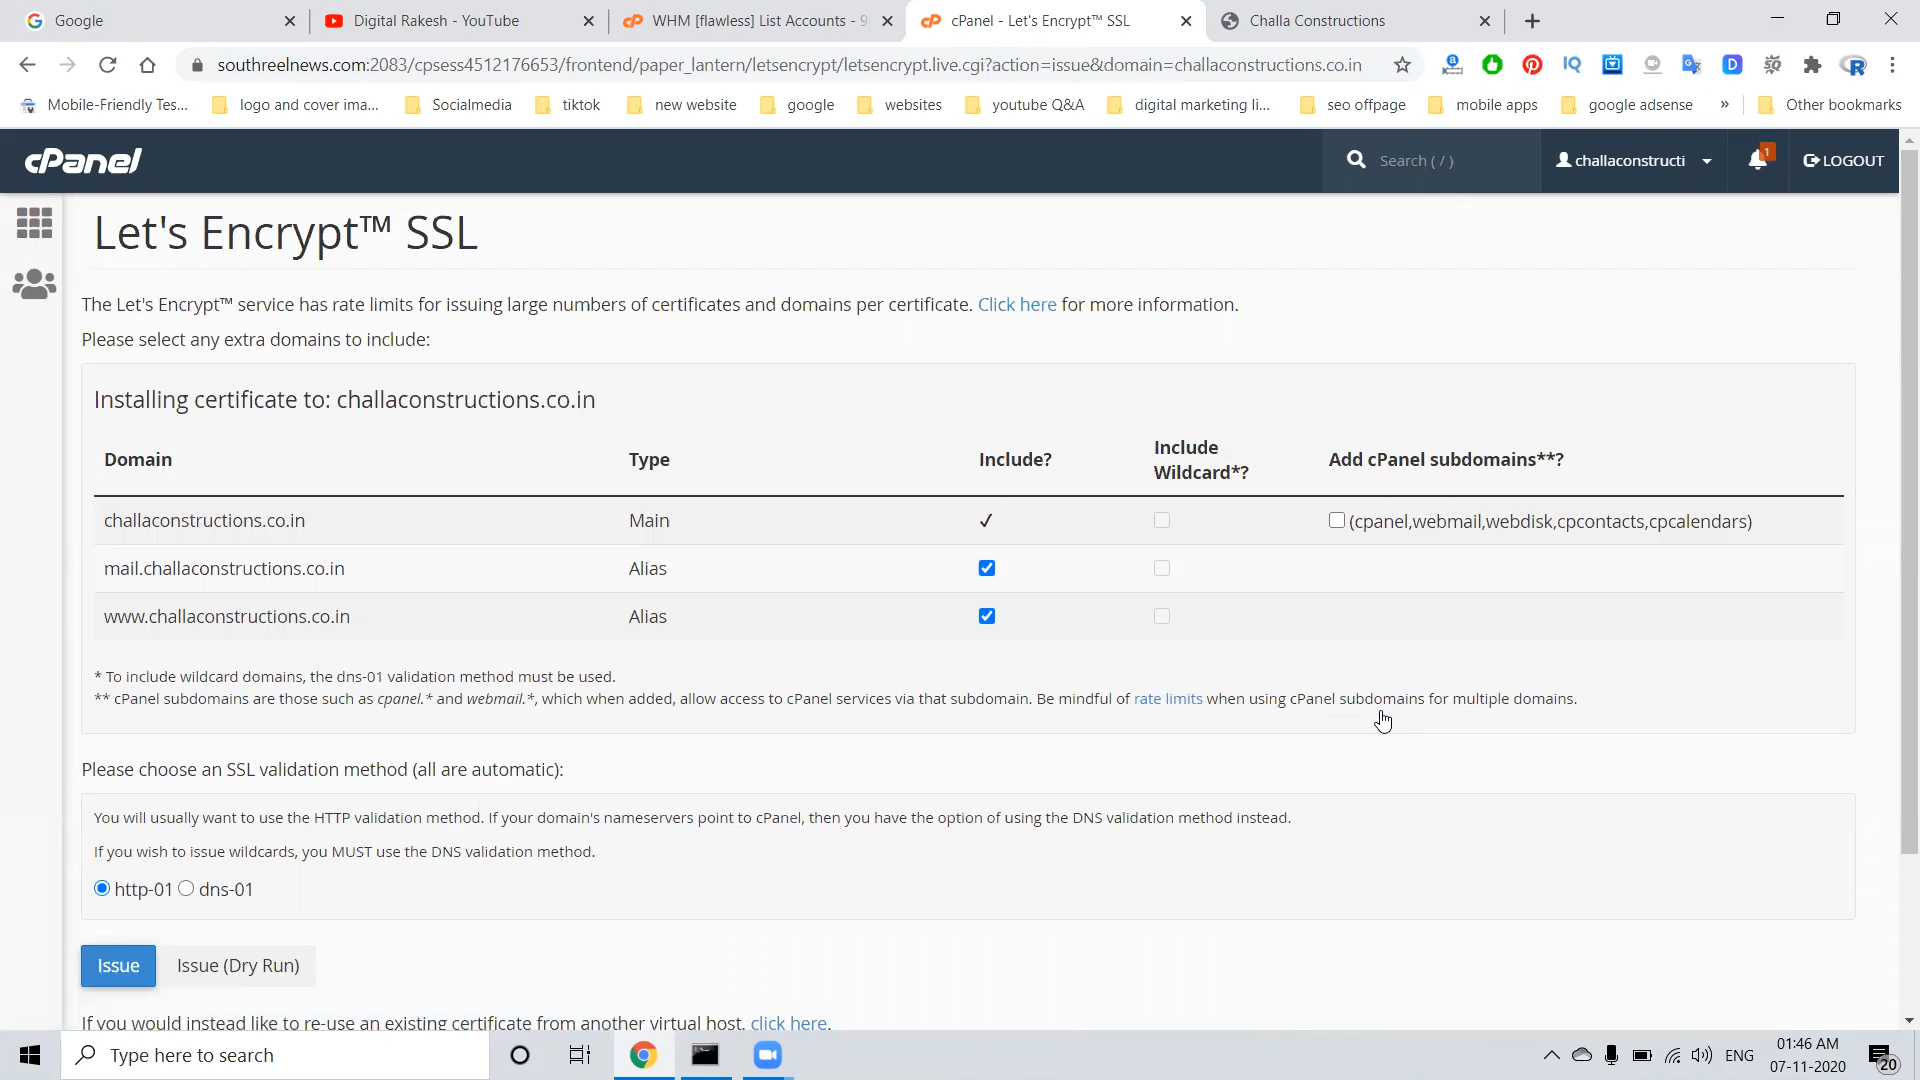 Google
Digital Rakesh - YouTube
WHM [flawless] List Accounts - 9
cPanel - Let's Encrypt™ SSL
Challa Constructions
southreelnews.com:2083/cpsess4512176653/frontend/paper_lantern/letsencrypt/letsencrypt.live.cgi?action=issue&domain=challaconstructions.co.in
Mobile-Friendly Tes...
logo and cover ima...
Socialmedia
tiktok
new website
google
websites
youtube Q&A
digital marketing li...
seo offpage
mobile apps
google adsense
»
Other bookmarks
cPanel
Search ( / )
challaconstructi
1
LOGOUT
Let's Encrypt™ SSL
The Let's Encrypt™ service has rate limits for issuing large numbers of certificates and domains per certificate. Click here for more information.
Please select any extra domains to include:
Installing certificate to: challaconstructions.co.in
Domain Type Include? Include Wildcard*? Add cPanel subdomains**?
challaconstructions.co.in Main ✓ (cpanel,webmail,webdisk,cpcontacts,cpcalendars)
mail.challaconstructions.co.in Alias
www.challaconstructions.co.in Alias
* To include wildcard domains, the dns-01 validation method must be used.
** cPanel subdomains are those such as cpanel.* and webmail.*, which when added, allow access to cPanel services via that subdomain. Be mindful of rate limits when using cPanel subdomains for multiple domains.
Please choose an SSL validation method (all are automatic):
You will usually want to use the HTTP validation method. If your domain's nameservers point to cPanel, then you have the option of using the DNS validation method instead.
If you wish to issue wildcards, you MUST use the DNS validation method.
http-01 dns-01
Issue Issue (Dry Run)
If you would instead like to re-use an existing certificate from another virtual host, click here.
Type here to search
ENG
01:46 AM
07-11-2020
20